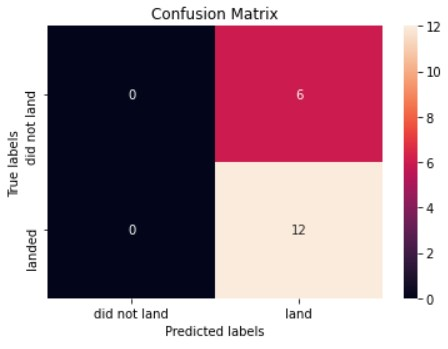 Confusion Matrix
True labels
did not land
landed
0
6
0
12
did not land
land
Predicted labels
12
10
8
6
4
2
0